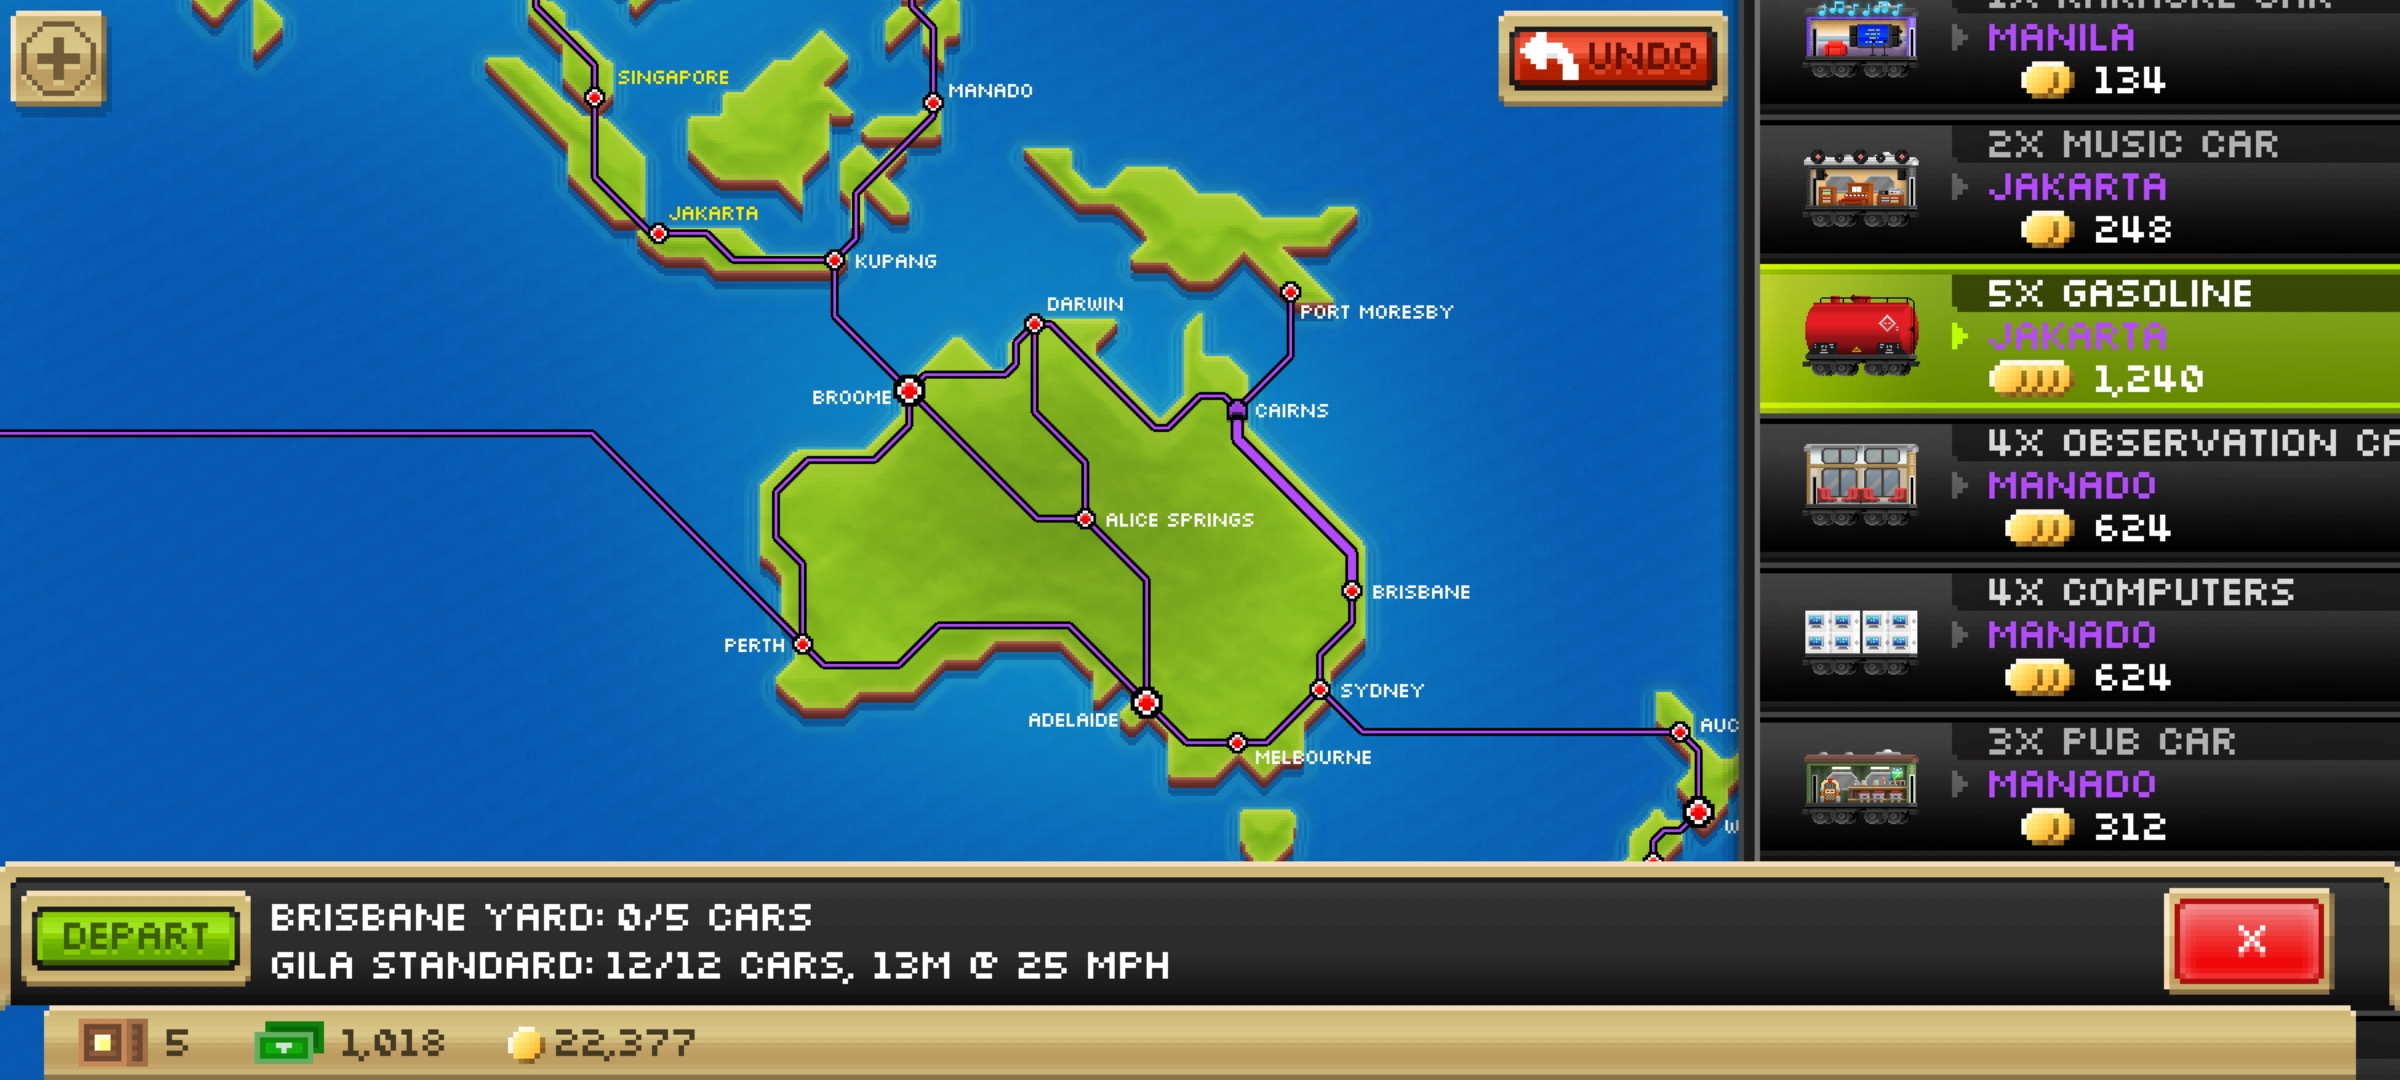 1X KARAOKE CAR
MANILA
134
2X MUSIC CAR
JAKARTA
248
5X GASOLINE
JAKARTA
1,240
4X OBSERVATION CA
MANADO
624
4X COMPUTERS
MANADO
624
3X PUB CAR
MANADO
312
UNDO
SINGAPORE
MANADO
JAKARTA
KUPANG
DARWIN
PORT MORESBY
BROOME
CAIRNS
ALICE SPRINGS
BRISBANE
PERTH
SYDNEY
ADELAIDE
AUC
MELBOURNE
W
DEPART
BRISBANE YARD: 0/5 CARS
GILA STANDARD: 12/12 CARS, 13M @ 25 MPH
X
5
1,018
22,377